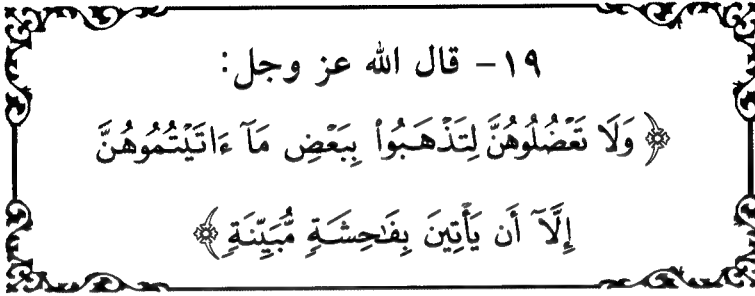 ١٩- قال الله عز وجل:
﴿ وَلَا تَعْضُلُوهُنَّ لِتَذْهَبُواْ بِبَعْضِ مَآ ءَاتَيْتُمُوهُنَّ
إِلَّآ أَن يَأْتِينَ بِفَٰحِشَةٍ مُّبَيِّنَةٍ ﴾